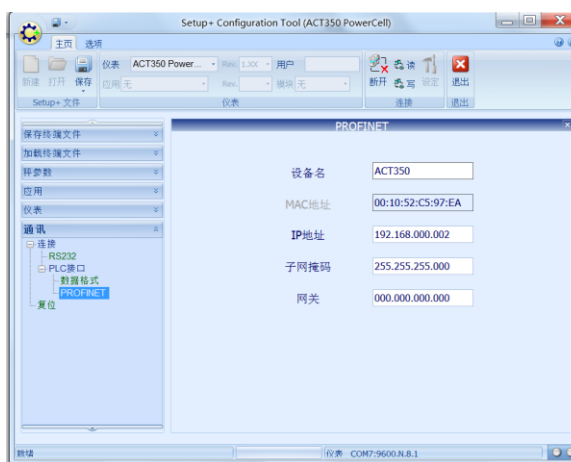 Setup+ Configuration Tool (ACT350 PowerCell)
主页 选项
仪表 ACT350 Power... Rev. 1.XX 用户
新建 打开 保存 应用 无 Rev. 模块 无 断开 读 写 设定 退出
Setup+ 文件 仪表 连接 退出
PROFINET
保存终端文件
加载终端文件
秤参数
应用
仪表
通讯
连接
RS232
PLC接口
数据格式
PROFINET
复位
设备名 ACT350
MAC地址 00:10:52:C5:97:EA
IP地址 192.168.000.002
子网掩码 255.255.255.000
网关 000.000.000.000
就绪 仪表 COM7:9600.N.8.1